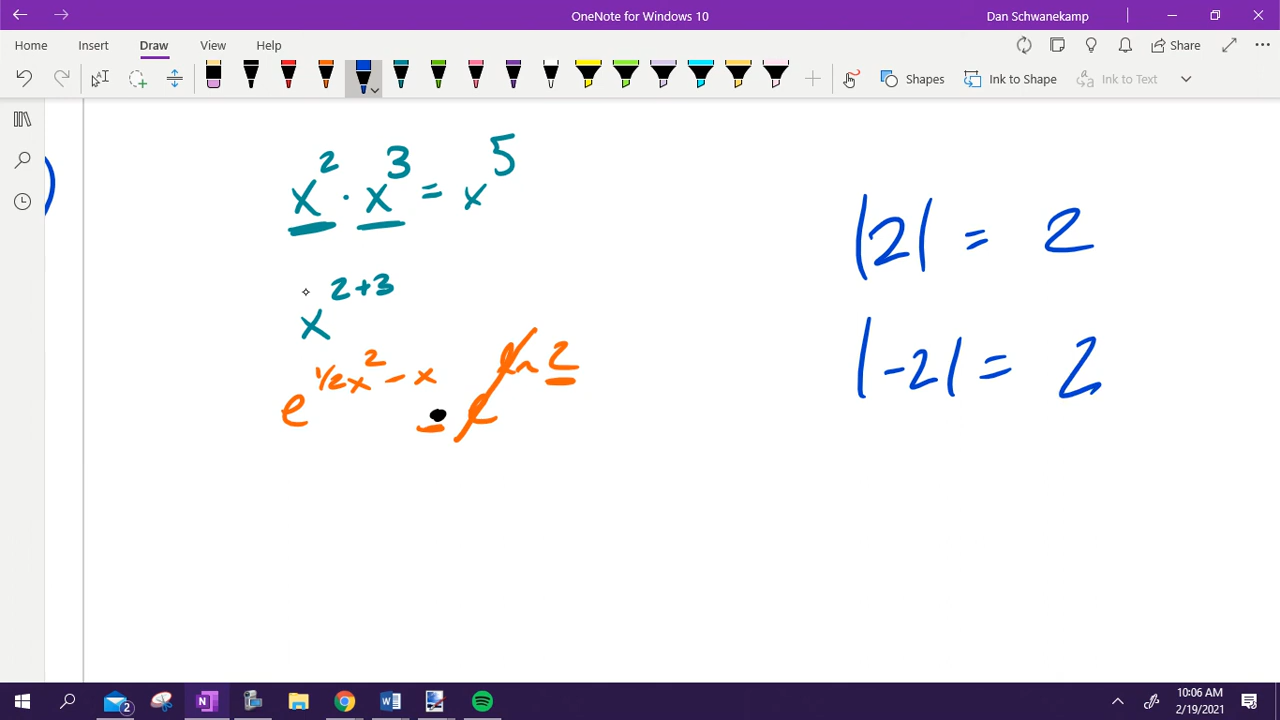 OneNote for Windows 10
Dan Schwanekamp
Home Insert Draw View Help
Share
Shapes Ink to Shape Ink to Text
x² · x³ = x⁵
x²⁺³
e^(1/2x² - x) · e^(ln 2)
|2| = 2
|-2| = 2
2
10:06 AM
2/19/2021